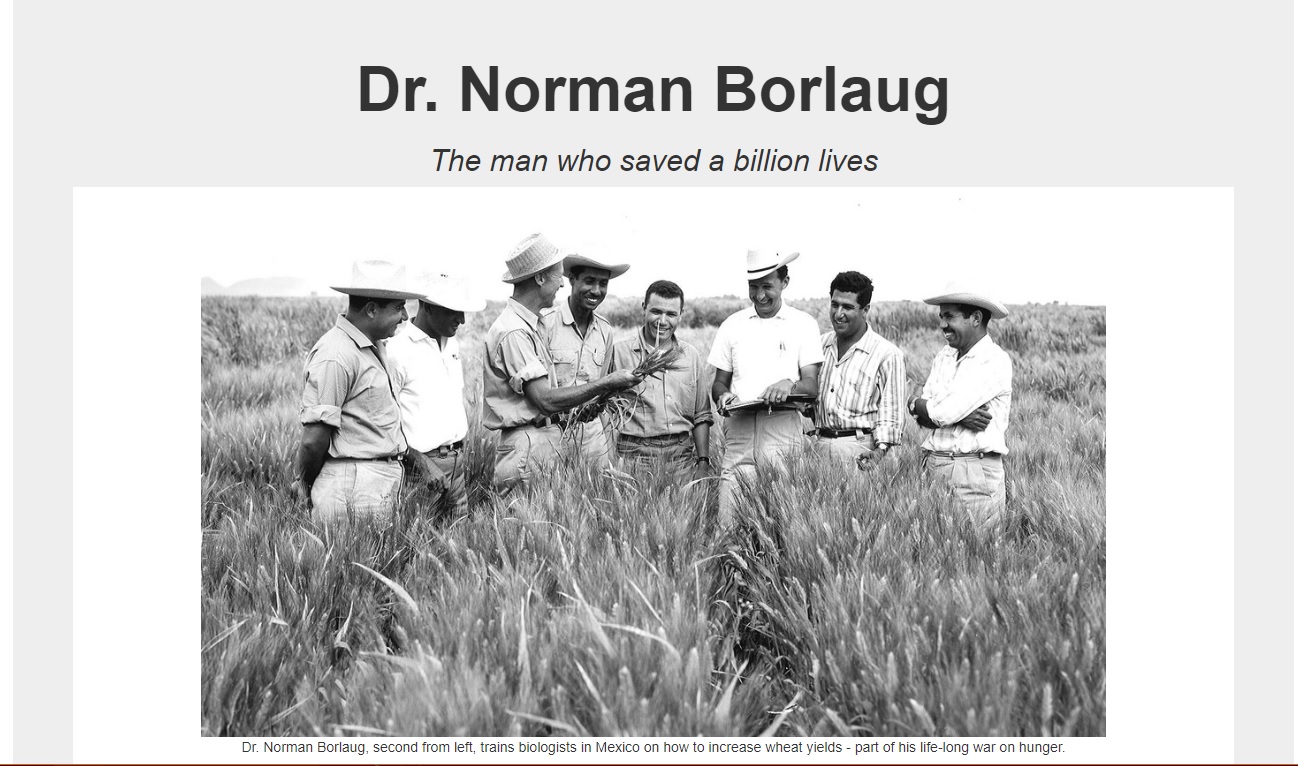 Dr. Norman Borlaug
The man who saved a billion lives
Dr. Norman Borlaug, second from left, trains biologists in Mexico on how to increase wheat yields - part of his life-long war on hunger.